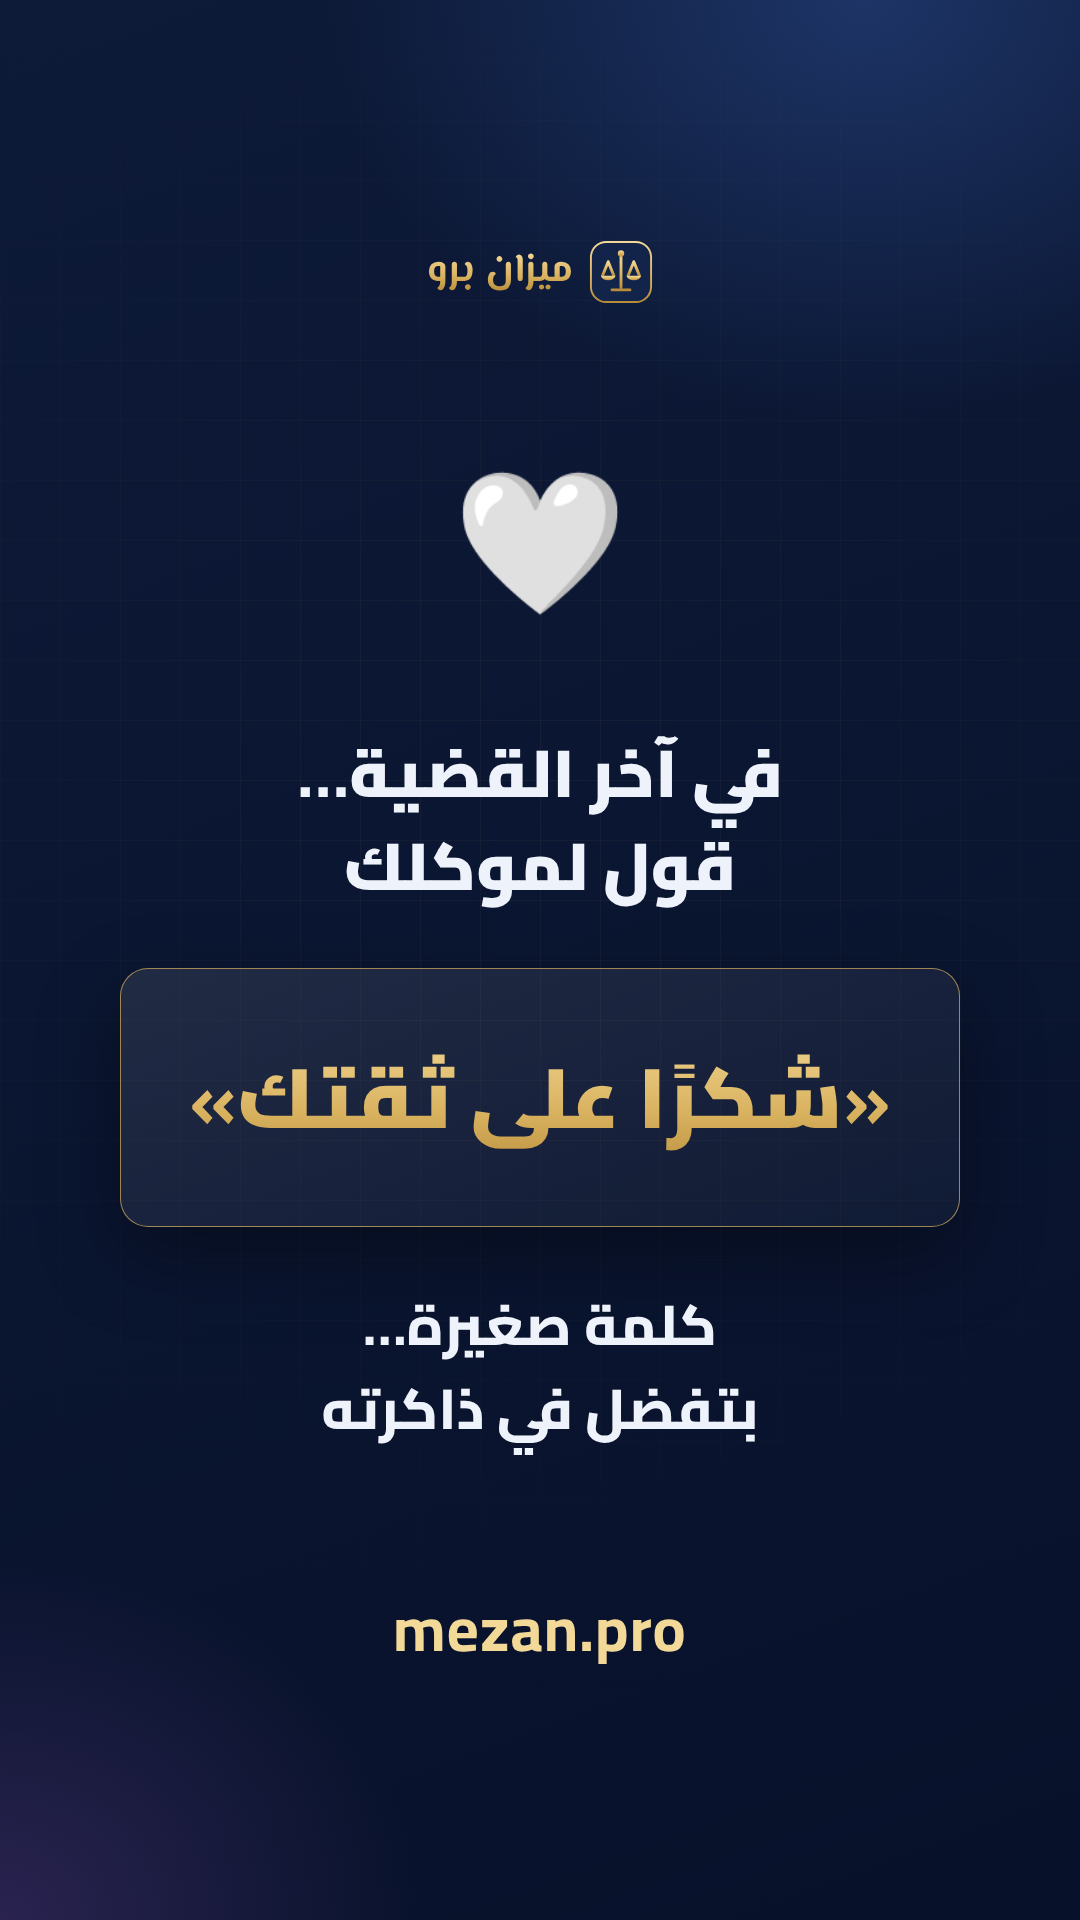 ميزان برو
في آخر القضية...
قول لموكلك
«شكرًا على ثقتك»
كلمة صغيرة...
بتفضل في ذاكرته
mezan.pro